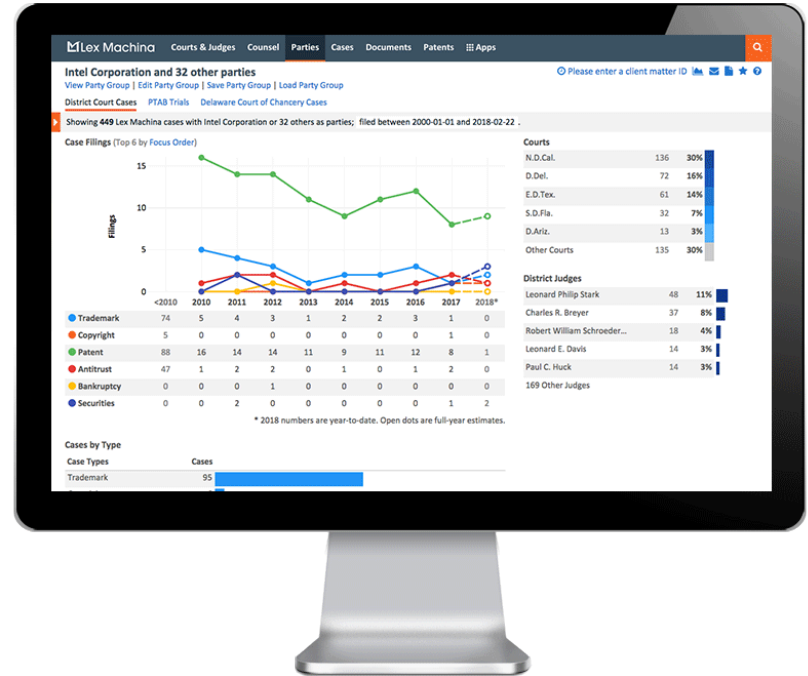 Lex Machina Courts & Judges Counsel Parties Cases Documents Patents Apps
Intel Corporation and 32 other parties
Please enter a client matter ID
View Party Group | Edit Party Group | Save Party Group | Load Party Group
District Court Cases PTAB Trials Delaware Court of Chancery Cases
Showing 449 Lex Machina cases with Intel Corporation or 32 others as parties; filed between 2000-01-01 and 2018-02-22 .
Case Filings (Top 6 by Focus Order)
15
10
5
0
Filings
<2010 2010 2011 2012 2013 2014 2015 2016 2017 2018*
Trademark 74 5 4 3 1 2 2 3 1 0
Copyright 5 0 0 0 0 0 0 0 1 0
Patent 88 16 14 14 11 9 11 12 8 1
Antitrust 47 1 2 2 0 1 0 1 2 0
Bankruptcy 0 0 0 1 0 0 0 0 0 0
Securities 0 0 2 0 0 0 0 0 1 2
* 2018 numbers are year-to-date. Open dots are full-year estimates.
Cases by Type
Case Types Cases
Trademark 95
Courts
N.D.Cal. 136 30%
D.Del. 72 16%
E.D.Tex. 61 14%
S.D.Fla. 32 7%
D.Ariz. 13 3%
Other Courts 135 30%
District Judges
Leonard Philip Stark 48 11%
Charles R. Breyer 37 8%
Robert William Schroeder... 18 4%
Leonard E. Davis 14 3%
Paul C. Huck 14 3%
169 Other Judges